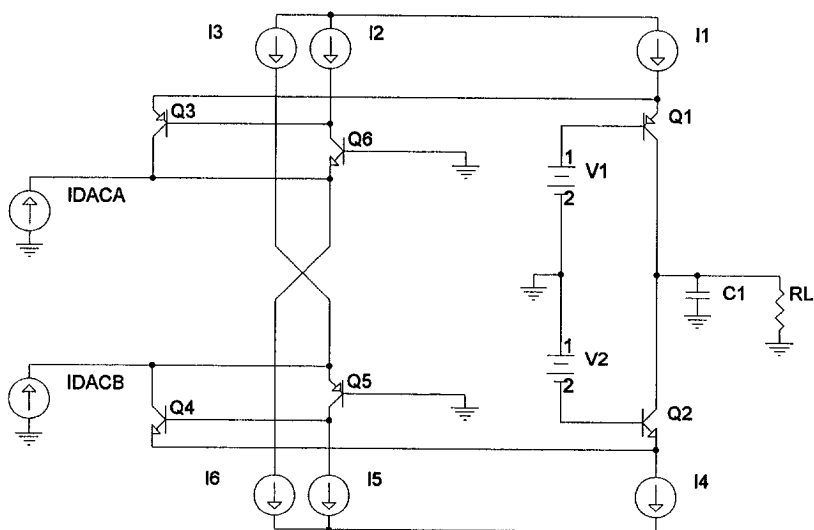 I3
I2
I1
Q3
Q1
Q6
1
V1
2
IDACA
C1
RL
1
V2
2
IDACB
Q5
Q4
Q2
I6
I5
I4